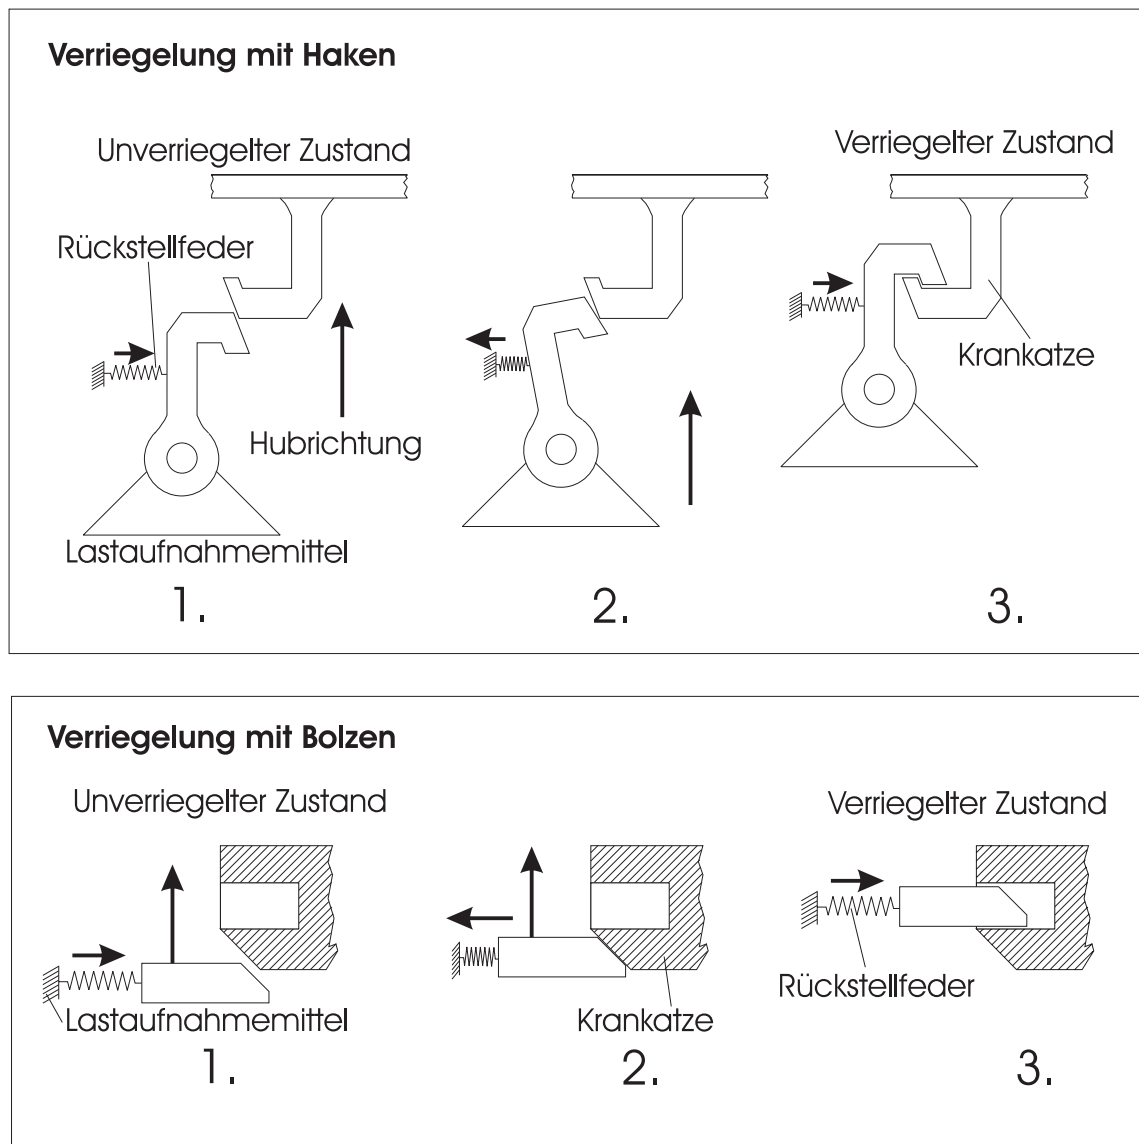 Verriegelung mit Haken
Unverriegelter Zustand
Verriegelter Zustand
Rückstellfeder
Krankatze
Hubrichtung
Lastaufnahmemittel
1.
2.
3.
Verriegelung mit Bolzen
Unverriegelter Zustand
Verriegelter Zustand
Rückstellfeder
Lastaufnahmemittel
Krankatze
1.
2.
3.